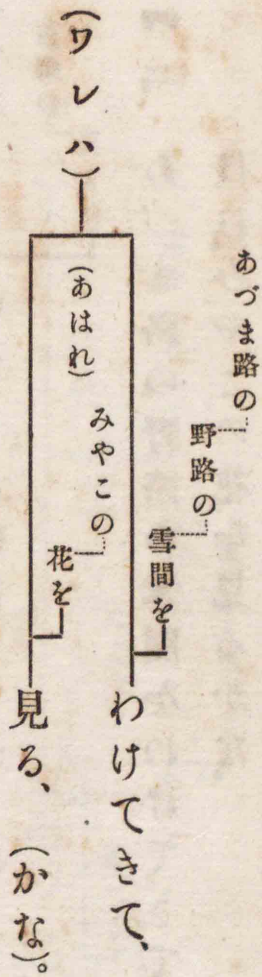 あづま路の
野路の
雪間を
わけてきて、
(ワレハ)
みやこの
(あはれ)
花を
見る、(かな)。